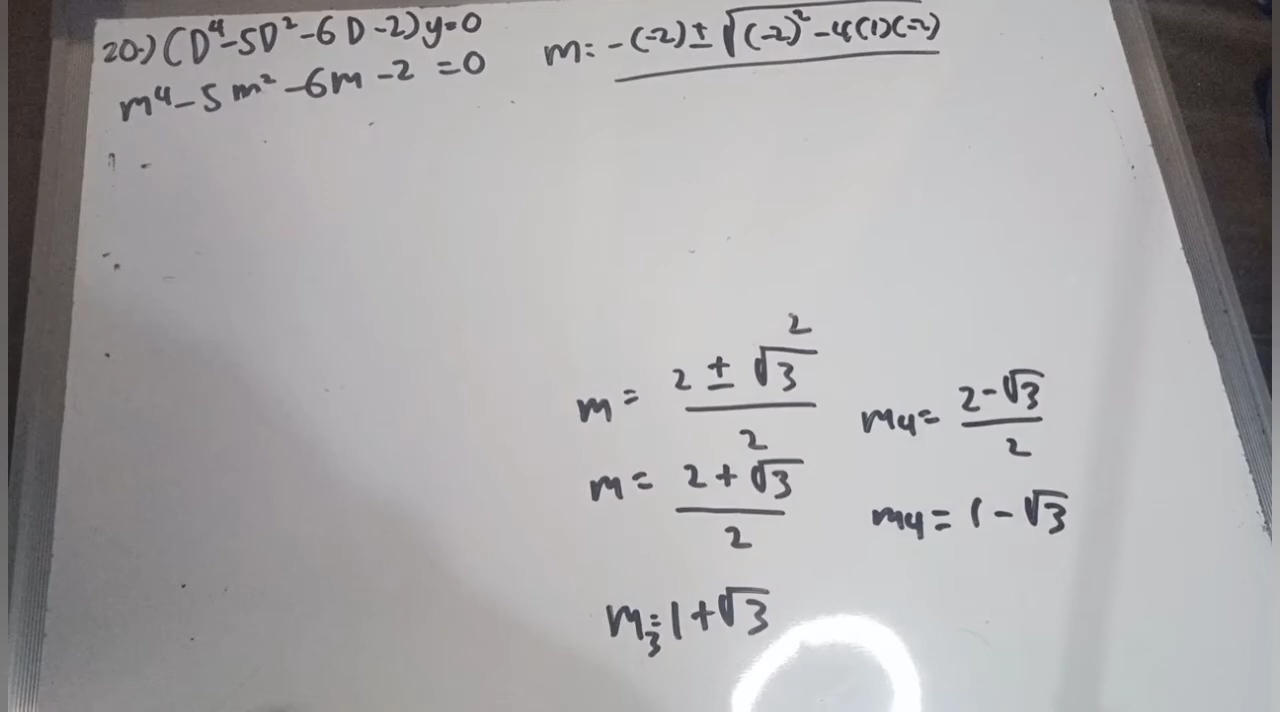 20.) (D⁴-5D²-6D-2)y=0
m⁴-5m²-6m-2=0
m=-(-2)±√(-2)²-4(1)(-2)
2
m= 2±√3
2
m= 2+√3
2
m₃=1+√3
m4= 2-√3
2
m4=1-√3